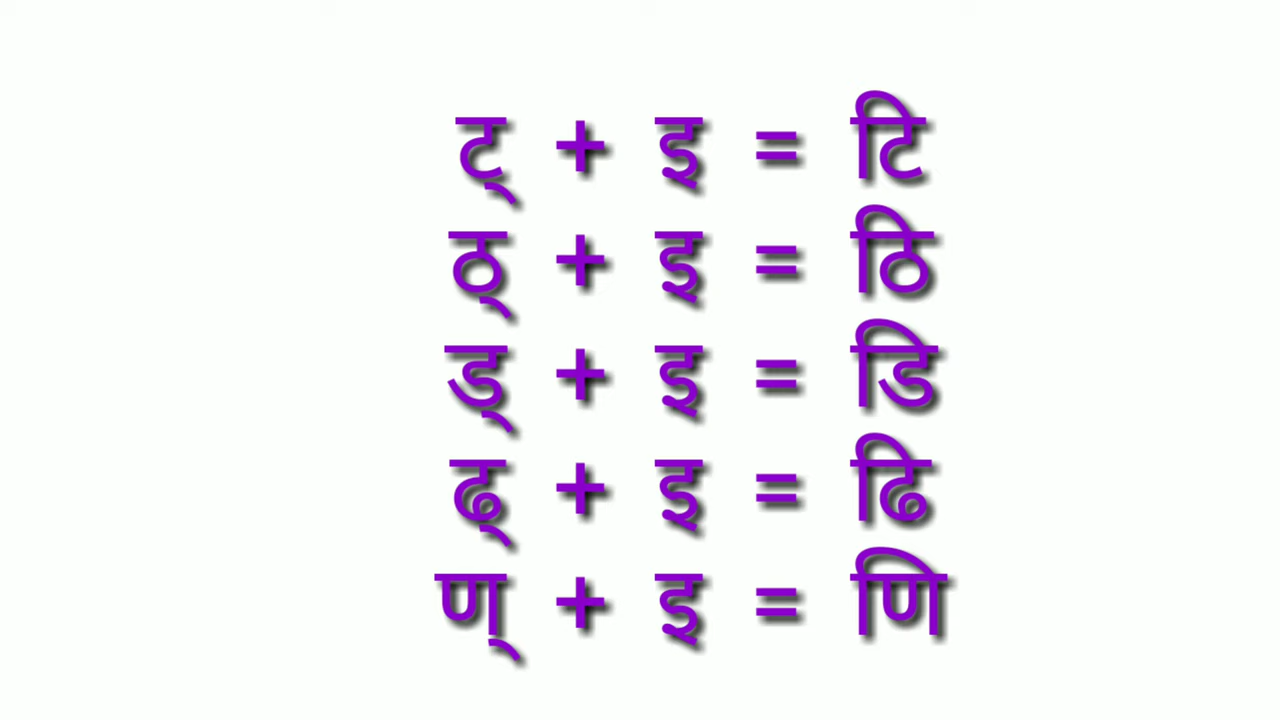 ट् + इ = टि
ठ् + इ = ठि
ड् + इ = डि
ढ् + इ = ढि
ण् + इ = णि